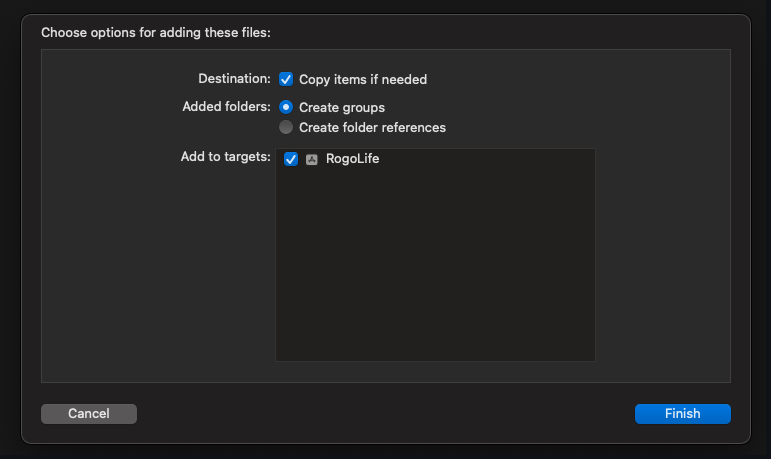 Choose options for adding these files:
Destination: Copy items if needed
Added folders: Create groups
Create folder references
Add to targets: RogoLife
Cancel Finish